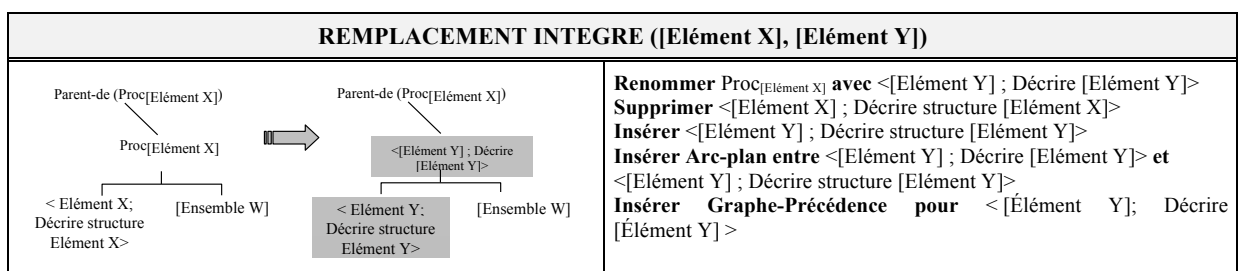 REMPLACEMENT INTEGRE ([Elément X], [Elément Y])
Parent-de (Proc[Elément X])
Proc[Elément X]
< Elément X;
Décrire structure
Elément X>
[Ensemble W]
Parent-de (Proc[Elément X])
<[Elément Y] ; Décrire
[Elément Y]>
< Elément Y;
Décrire structure
Elément Y>
[Ensemble W]
Renommer Proc[Elément X] avec <[Elément Y] ; Décrire [Elément Y]>
Supprimer <[Elément X] ; Décrire structure [Elément X]>
Insérer <[Elément Y] ; Décrire structure [Elément Y]>
Insérer Arc-plan entre <[Elément Y] ; Décrire [Elément Y]> et
<[Elément Y] ; Décrire structure [Elément Y]>
Insérer Graphe-Précédence pour < [Élément Y]; Décrire
[Élément Y] >